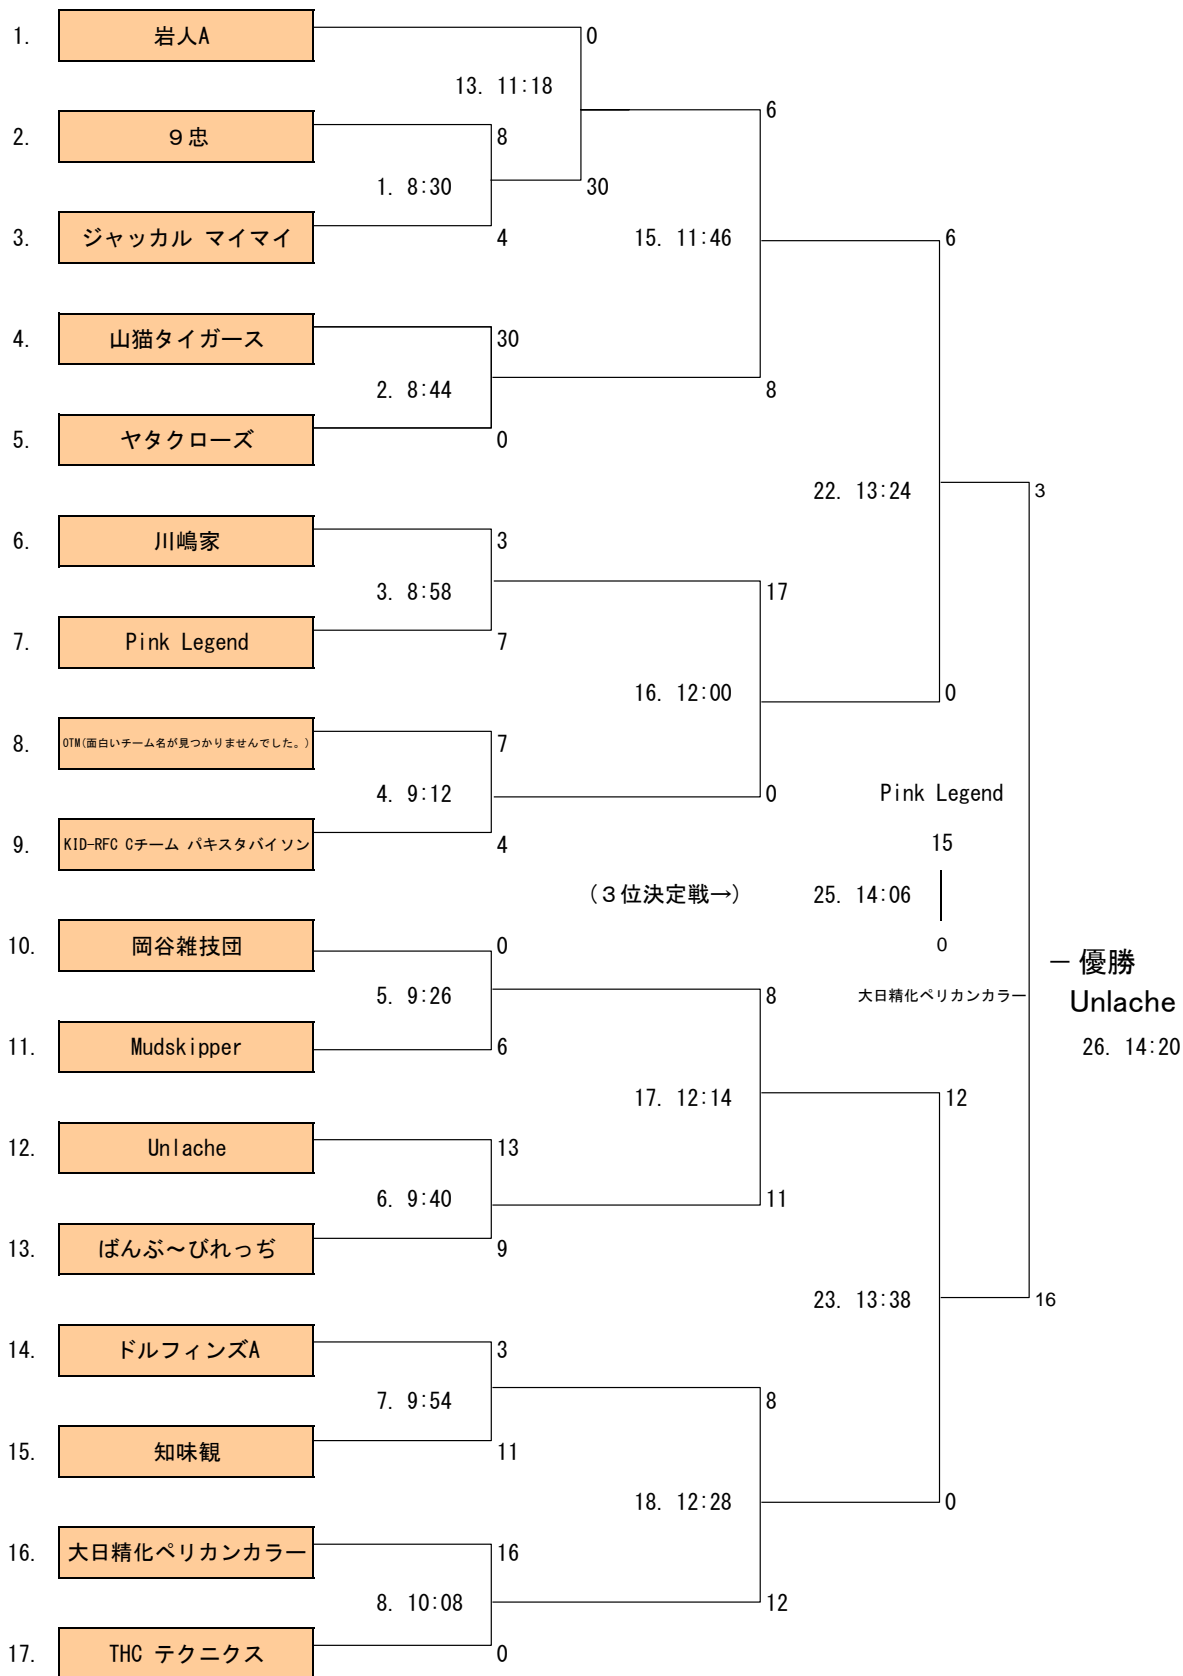 1. 岩人A 0
13. 11:18
2. 9忠 8 6
1. 8:30 30
3. ジャッカル マイマイ 4 15. 11:46 6
4. 山猫タイガース 30
2. 8:44 8
5. ヤタクローズ 0
22. 13:24 3
6. 川嶋家 3
3. 8:58 17
7. Pink Legend 7
16. 12:00 0
8. OTM(面白いチーム名が見つかりませんでした。) 7
4. 9:12 0 Pink Legend
9. KID-RFC Cチーム パキスタバイソン 4 15
(3位決定戦→) 25. 14:06
10. 岡谷雑技団 0 0
― 優勝
5. 9:26 8 大日精化ペリカンカラー Unlache
11. Mudskipper 6 26. 14:20
17. 12:14 12
12. Unlache 13
6. 9:40 11
13. ばんぶ～びれっぢ 9
23. 13:38 16
14. ドルフィンズA 3
7. 9:54 8
15. 知味観 11
18. 12:28 0
16. 大日精化ペリカンカラー 16
8. 10:08 12
17. THC テクニクス 0